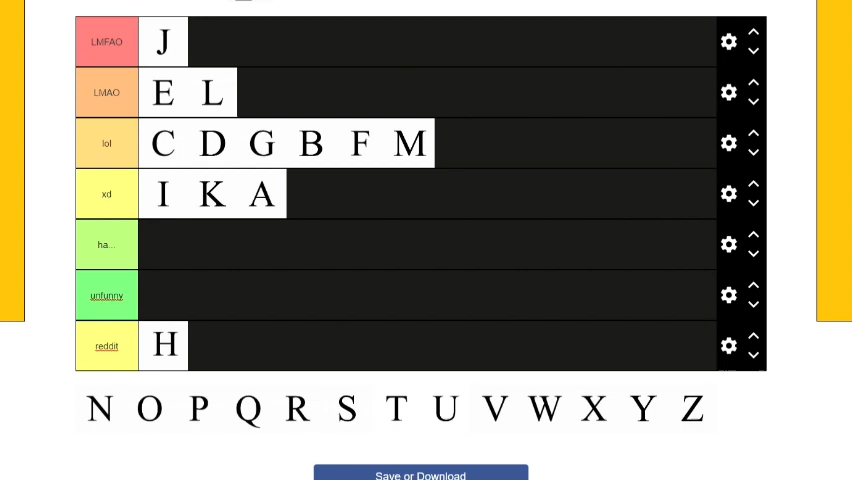 LMFAO J
LMAO E L
lol C D G B F M
xd I K A
ha...
unfunny
reddit H
N O P Q R S T U V W X Y Z
Save or Download